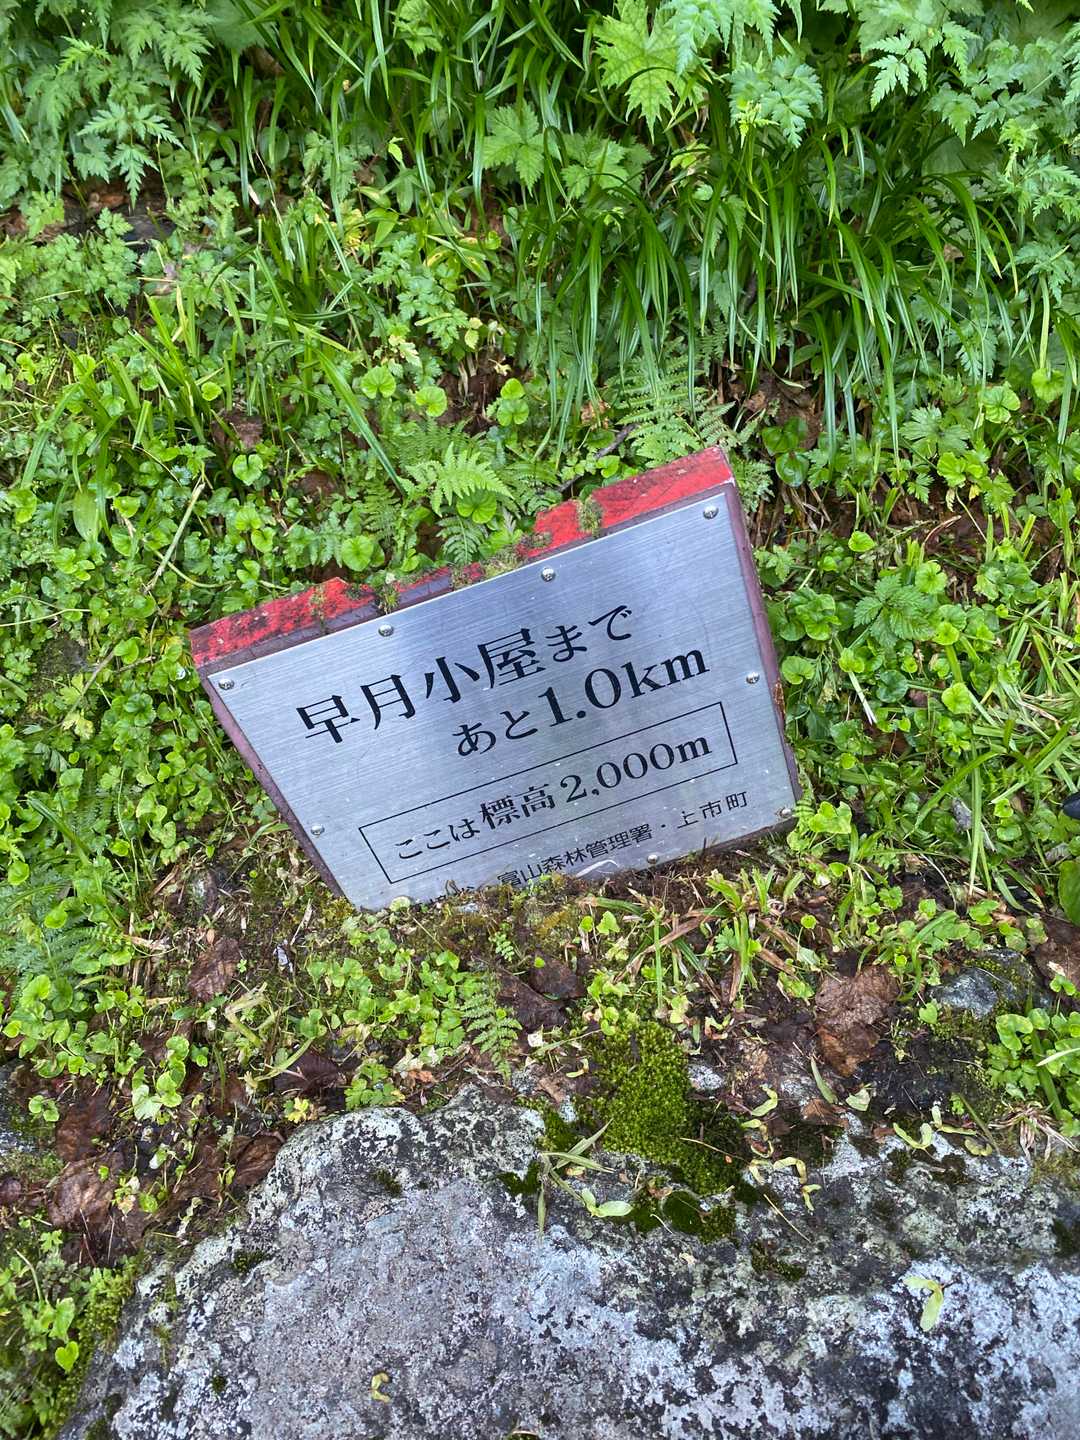 早月小屋まで
あと1.0km
ここは標高2,000m
富山森林管理署・上市町